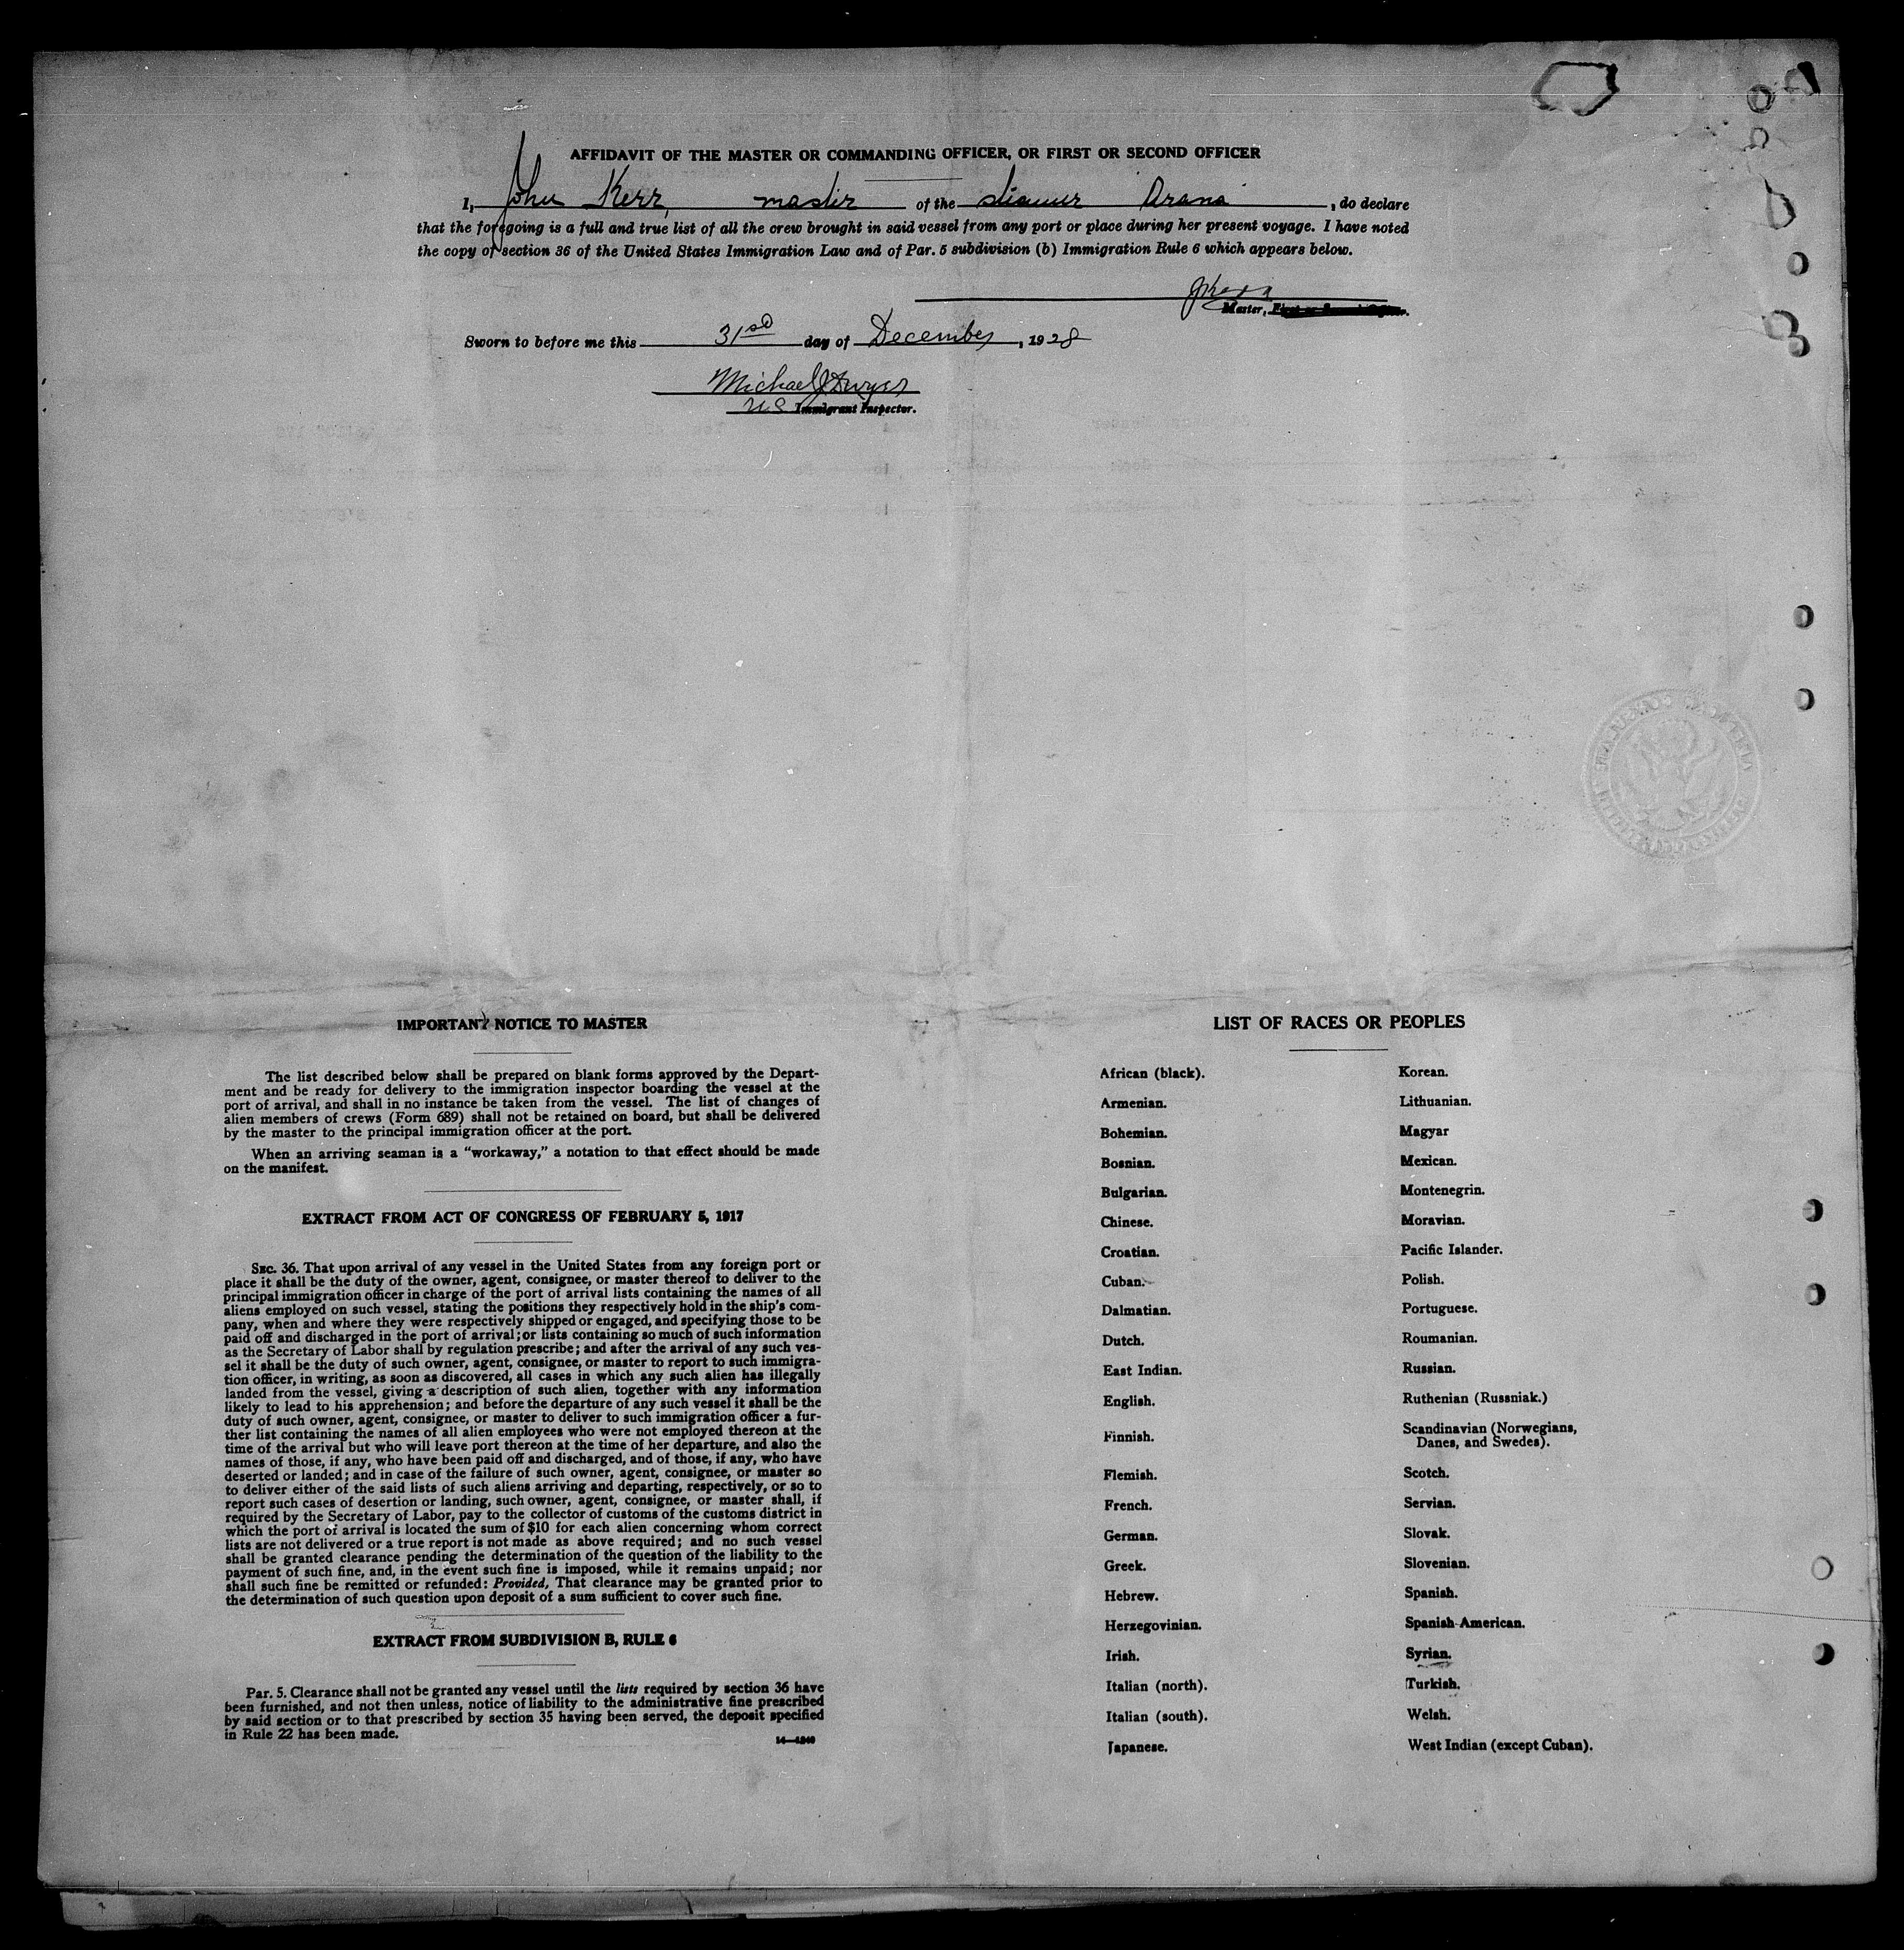 AFFIDAVIT OF THE MASTER OR COMMANDING OFFICER, OR FIRST OR SECOND OFFICER
I, John Kerr, master of the steamer Arana, do declare
that the foregoing is a full and true list of all the crew brought in said vessel from any port or place during her present voyage. I have noted
the copy of section 36 of the United States Immigration Law and of Par. 5 subdivision (b) Immigration Rule 6 which appears below.
JKerr
Master, First or Second Officer.
Sworn to before me this 31st day of December, 1928
Michael J Dwyer
U.S. Immigrant Inspector.
IMPORTANT NOTICE TO MASTER
The list described below shall be prepared on blank forms approved by the Depart-
ment and be ready for delivery to the immigration inspector boarding the vessel at the
port of arrival, and shall in no instance be taken from the vessel. The list of changes of
alien members of crews (Form 689) shall not be retained on board, but shall be delivered
by the master to the principal immigration officer at the port.
When an arriving seaman is a "workaway," a notation to that effect should be made
on the manifest.
EXTRACT FROM ACT OF CONGRESS OF FEBRUARY 5, 1917
SEC. 36. That upon arrival of any vessel in the United States from any foreign port or
place it shall be the duty of the owner, agent, consignee, or master thereof to deliver to the
principal immigration officer in charge of the port of arrival lists containing the names of all
aliens employed on such vessel, stating the positions they respectively hold in the ship's com-
pany, when and where they were respectively shipped or engaged, and specifying those to be
paid off and discharged in the port of arrival; or lists containing so much of such information
as the Secretary of Labor shall by regulation prescribe; and after the arrival of any such ves-
sel it shall be the duty of such owner, agent, consignee, or master to report to such immigra-
tion officer, in writing, as soon as discovered, all cases in which any such alien has illegally
landed from the vessel, giving a description of such alien, together with any information
likely to lead to his apprehension; and before the departure of any such vessel it shall be the
duty of such owner, agent, consignee, or master to deliver to such immigration officer a fur-
ther list containing the names of all alien employees who were not employed thereon at the
time of the arrival but who will leave port thereon at the time of her departure, and also the
names of those, if any, who have been paid off and discharged, and of those, if any, who have
deserted or landed; and in case of the failure of such owner, agent, consignee, or master so
to deliver either of the said lists of such aliens arriving and departing, respectively, or so to
report such cases of desertion or landing, such owner, agent, consignee, or master shall, if
required by the Secretary of Labor, pay to the collector of customs of the customs district in
which the port of arrival is located the sum of $10 for each alien concerning whom correct
lists are not delivered or a true report is not made as above required; and no such vessel
shall be granted clearance pending the determination of the question of the liability to the
payment of such fine, and, in the event such fine is imposed, while it remains unpaid; nor
shall such fine be remitted or refunded: Provided, That clearance may be granted prior to
the determination of such question upon deposit of a sum sufficient to cover such fine.
EXTRACT FROM SUBDIVISION B, RULE 6
Par. 5. Clearance shall not be granted any vessel until the lists required by section 36 have
been furnished, and not then unless, notice of liability to the administrative fine prescribed
by said section or to that prescribed by section 35 having been served, the deposit specified
in Rule 22 has been made.
LIST OF RACES OR PEOPLES
African (black).
Armenian.
Bohemian.
Bosnian.
Bulgarian.
Chinese.
Croatian.
Cuban.
Dalmatian.
Dutch.
East Indian.
English.
Finnish.
Flemish.
French.
German.
Greek.
Hebrew.
Herzegovinian.
Irish.
Italian (north).
Italian (south).
Japanese.
Korean.
Lithuanian.
Magyar
Mexican.
Montenegrin.
Moravian.
Pacific Islander.
Polish.
Portuguese.
Roumanian.
Russian.
Ruthenian (Russniak.)
Scandinavian (Norwegians,
Danes, and Swedes).
Scotch.
Servian.
Slovak.
Slovenian.
Spanish.
Spanish-American.
Syrian.
Turkish.
Welsh.
West Indian (except Cuban).